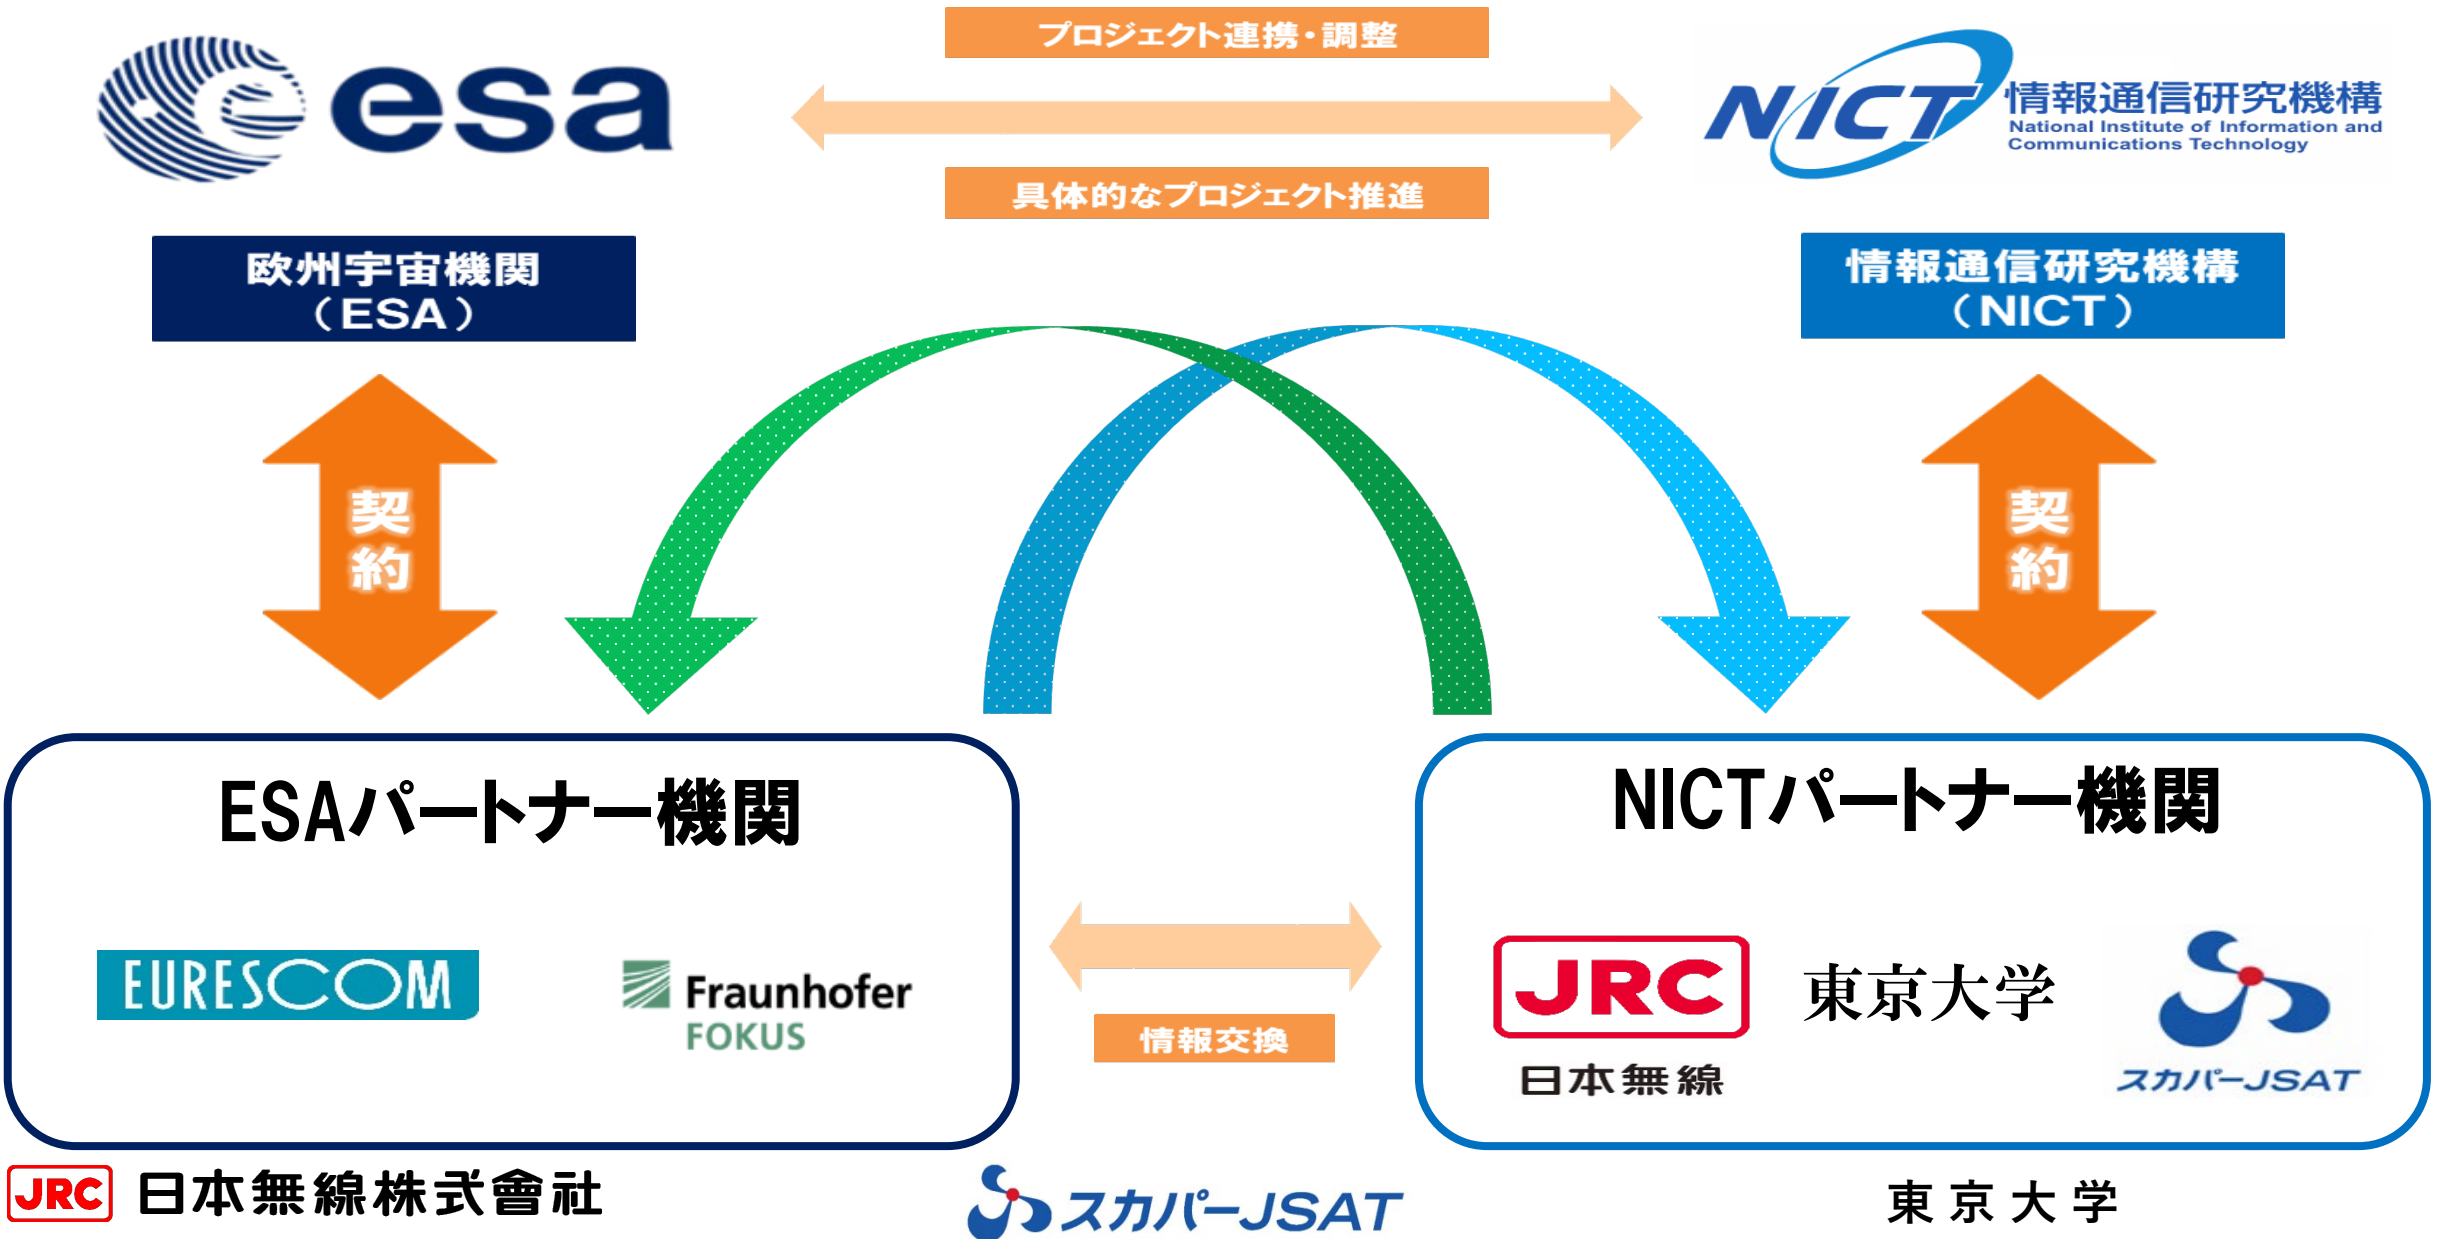 プロジェクト連携・調整
esa
NICT
情報通信研究機構
National Institute of Information and
Communications Technology
具体的なプロジェクト推進
欧州宇宙機関
（ESA）
情報通信研究機構
（NICT）
契約
契約
ESAパートナー機関
NICTパートナー機関
EURESCOM
Fraunhofer
FOKUS
情報交換
JRC
日本無線
東京大学
スカパーJSAT
JRC 日本無線株式會社
スカパーJSAT
東京大学